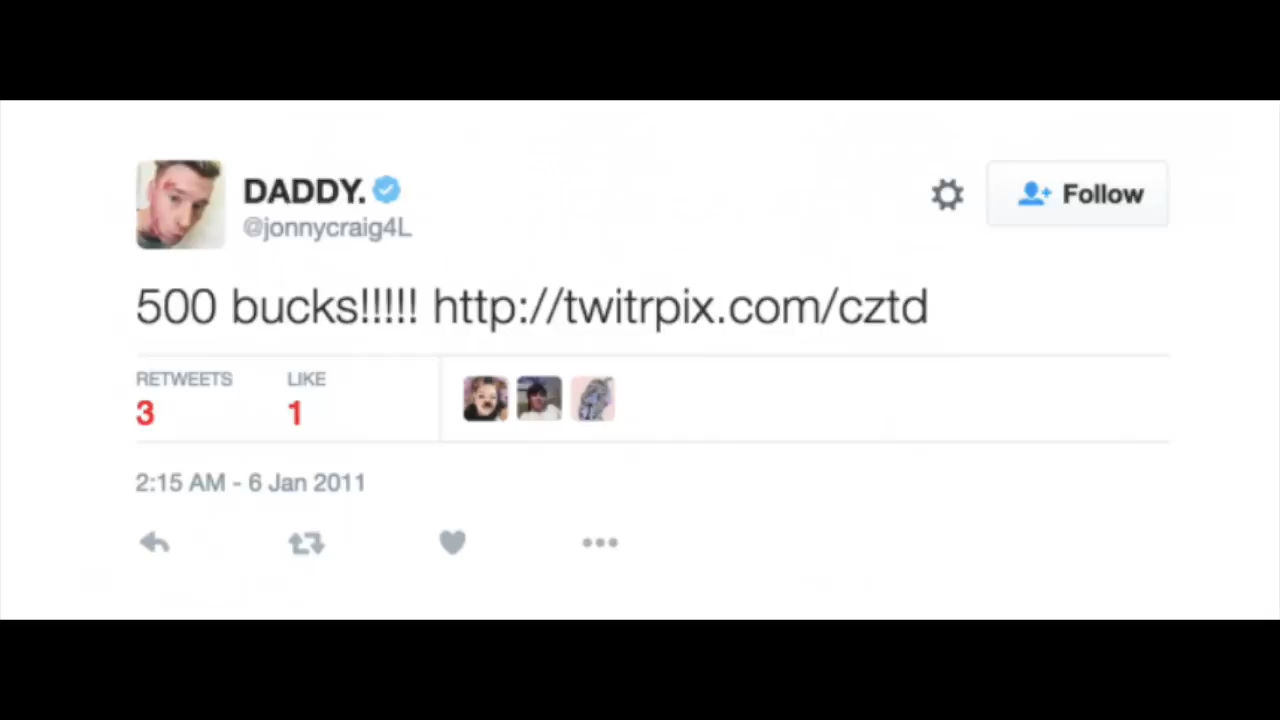 DADDY.
@jonnycraig4L
Follow
500 bucks!!!!! http://twitrpix.com/cztd
RETWEETS LIKE
3 1
2:15 AM - 6 Jan 2011